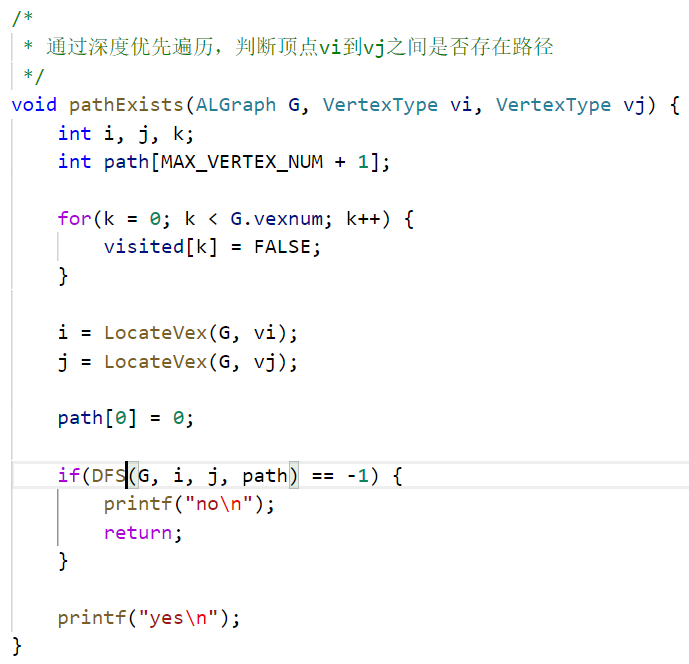 /*
 * 通过深度优先遍历，判断顶点vi到vj之间是否存在路径
 */
void pathExists(ALGraph G, VertexType vi, VertexType vj) {
    int i, j, k;
    int path[MAX_VERTEX_NUM + 1];

    for(k = 0; k < G.vexnum; k++) {
        visited[k] = FALSE;
    }

    i = LocateVex(G, vi);
    j = LocateVex(G, vj);

    path[0] = 0;

    if(DFS(G, i, j, path) == -1) {
        printf("no\n");
        return;
    }

    printf("yes\n");
}